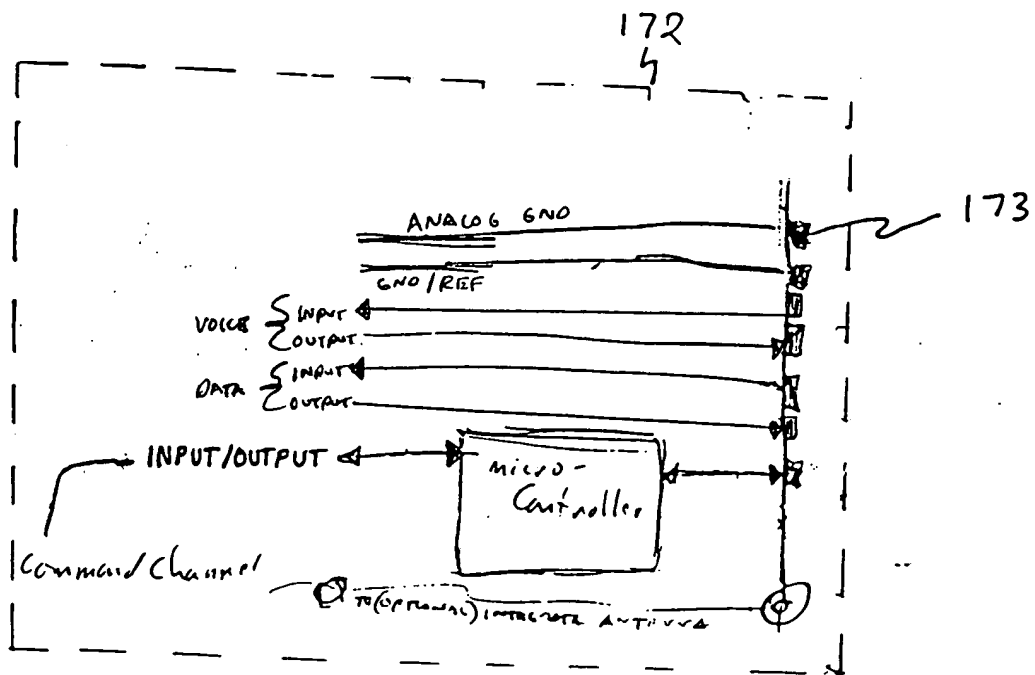 172
173
ANALOG GND
GND/REF
VOICE { INPUT
OUTPUT
DATA { INPUT
OUTPUT
INPUT/OUTPUT
micro-
Controller
Command Channel
TO (OPTIONAL) INTEGRATE ANTENNA